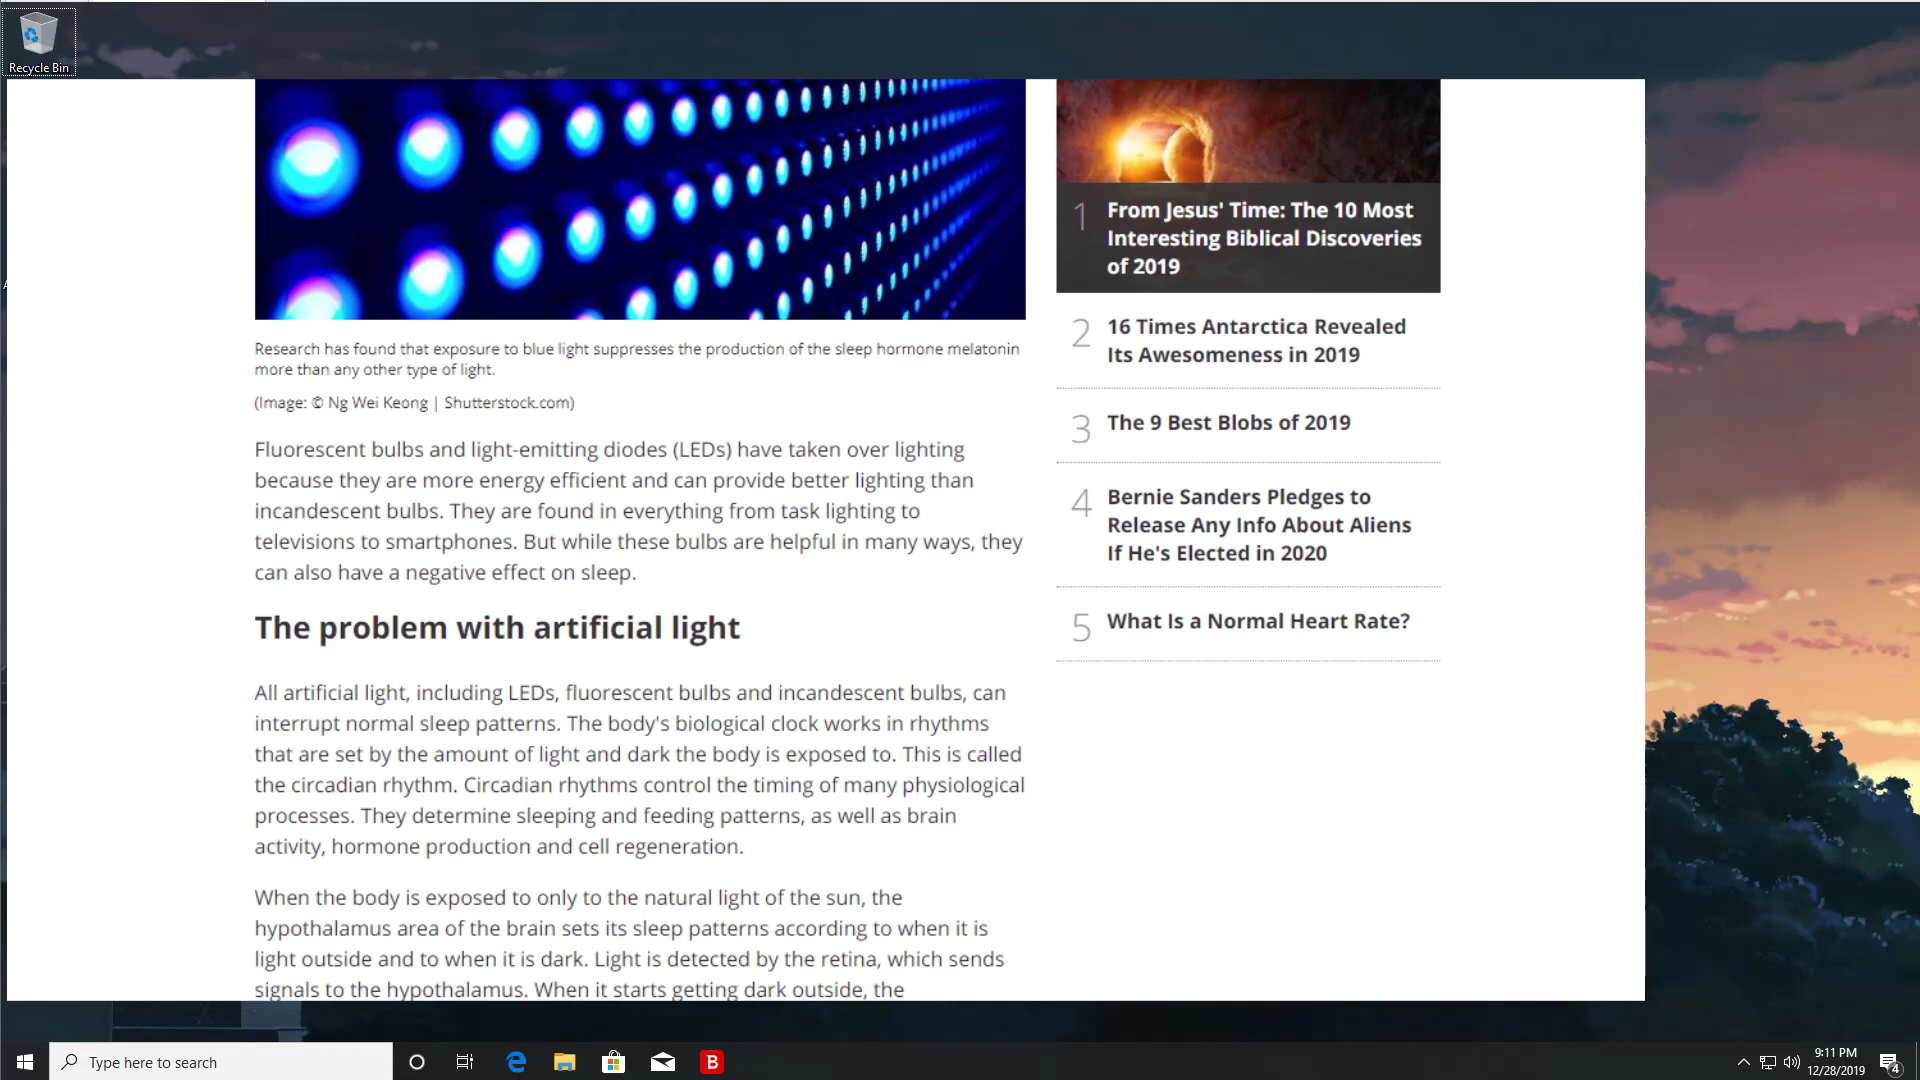 Recycle Bin
Research has found that exposure to blue light suppresses the production of the sleep hormone melatonin
more than any other type of light.
(Image: © Ng Wei Keong | Shutterstock.com)
Fluorescent bulbs and light-emitting diodes (LEDs) have taken over lighting
because they are more energy efficient and can provide better lighting than
incandescent bulbs. They are found in everything from task lighting to
televisions to smartphones. But while these bulbs are helpful in many ways, they
can also have a negative effect on sleep.
The problem with artificial light
All artificial light, including LEDs, fluorescent bulbs and incandescent bulbs, can
interrupt normal sleep patterns. The body's biological clock works in rhythms
that are set by the amount of light and dark the body is exposed to. This is called
the circadian rhythm. Circadian rhythms control the timing of many physiological
processes. They determine sleeping and feeding patterns, as well as brain
activity, hormone production and cell regeneration.
When the body is exposed to only to the natural light of the sun, the
hypothalamus area of the brain sets its sleep patterns according to when it is
light outside and to when it is dark. Light is detected by the retina, which sends
signals to the hypothalamus. When it starts getting dark outside, the
1
From Jesus' Time: The 10 Most
Interesting Biblical Discoveries
of 2019
2
16 Times Antarctica Revealed
Its Awesomeness in 2019
3
The 9 Best Blobs of 2019
4
Bernie Sanders Pledges to
Release Any Info About Aliens
If He's Elected in 2020
5
What Is a Normal Heart Rate?
Type here to search
B
9:11 PM
12/28/2019
4